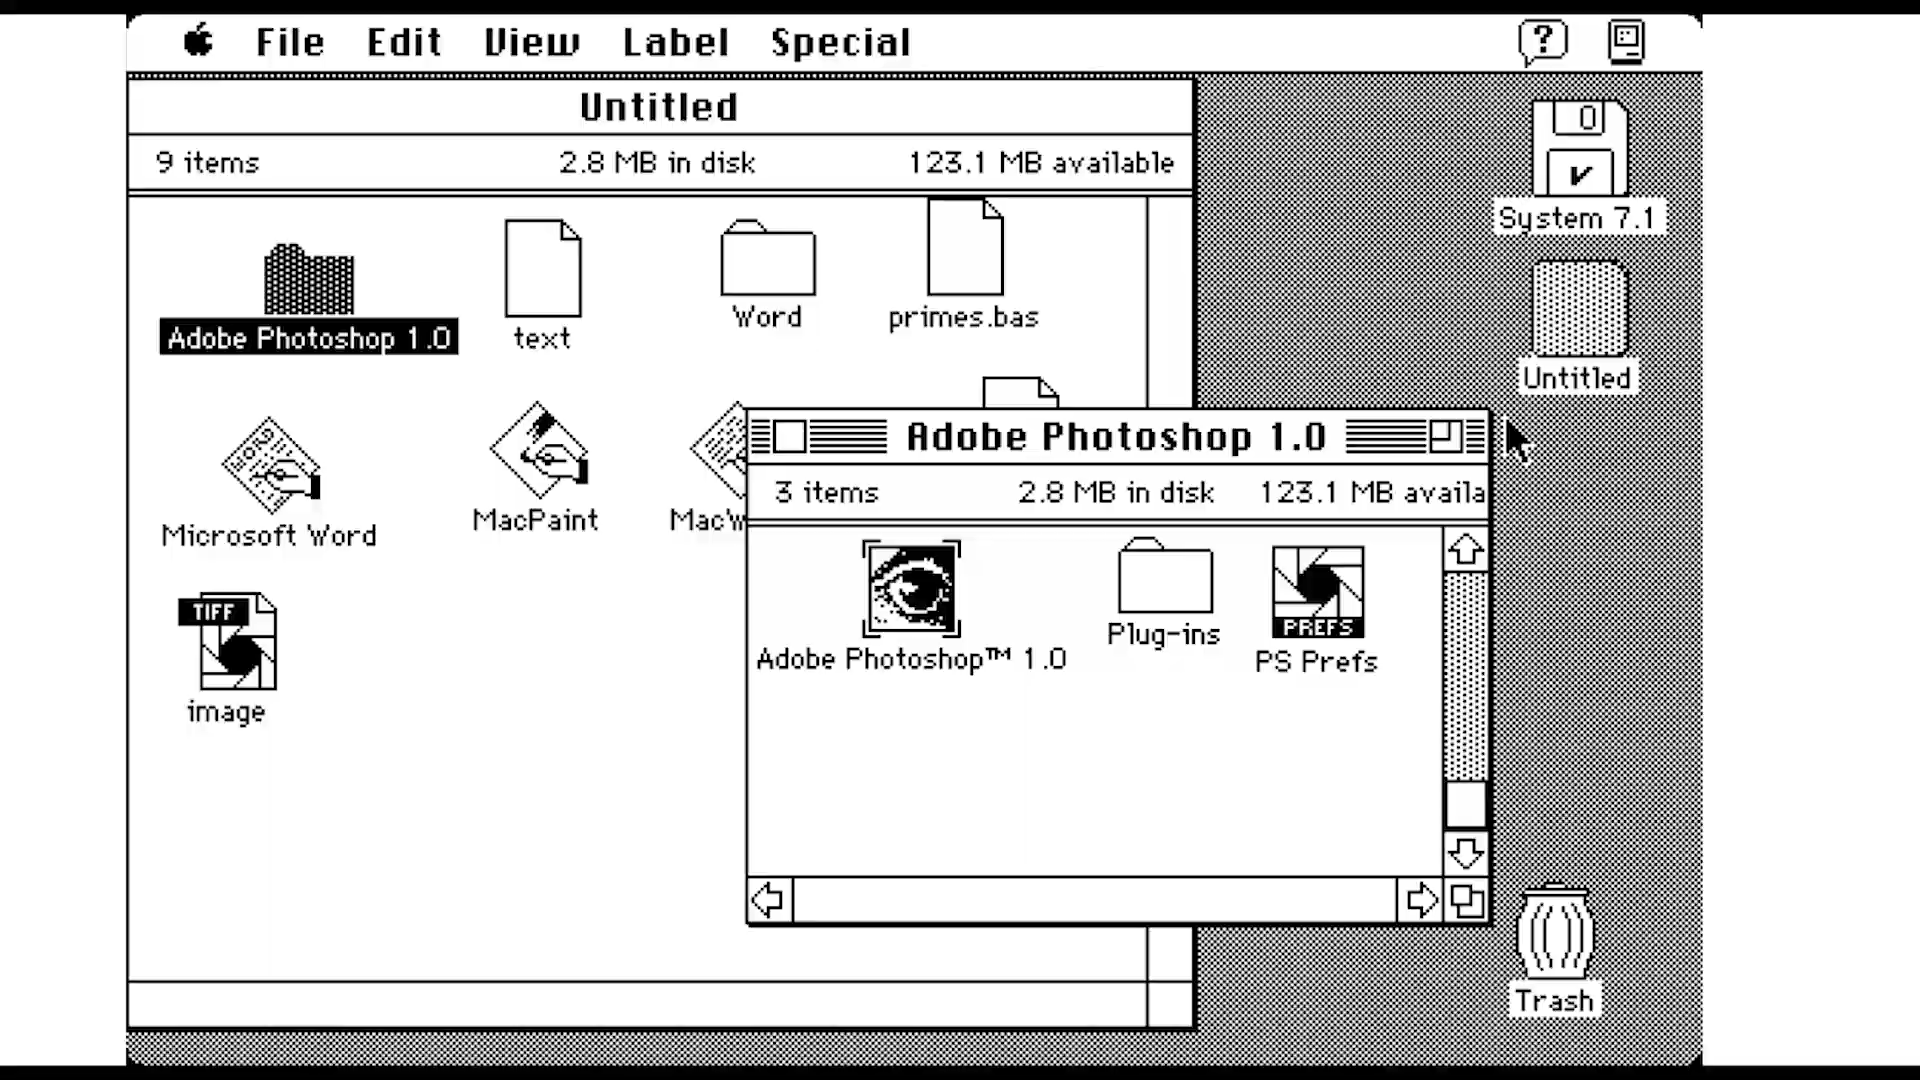 File Edit View Label Special
Untitled
9 items 2.8 MB in disk 123.1 MB available
Adobe Photoshop 1.0
text
Word
primes.bas
Microsoft Word
MacPaint
MacW
TIFF
image
Adobe Photoshop 1.0
3 items 2.8 MB in disk 123.1 MB availa
Adobe Photoshop™ 1.0
Plug-ins
PREFS
PS Prefs
0
System 7.1
Untitled
Trash